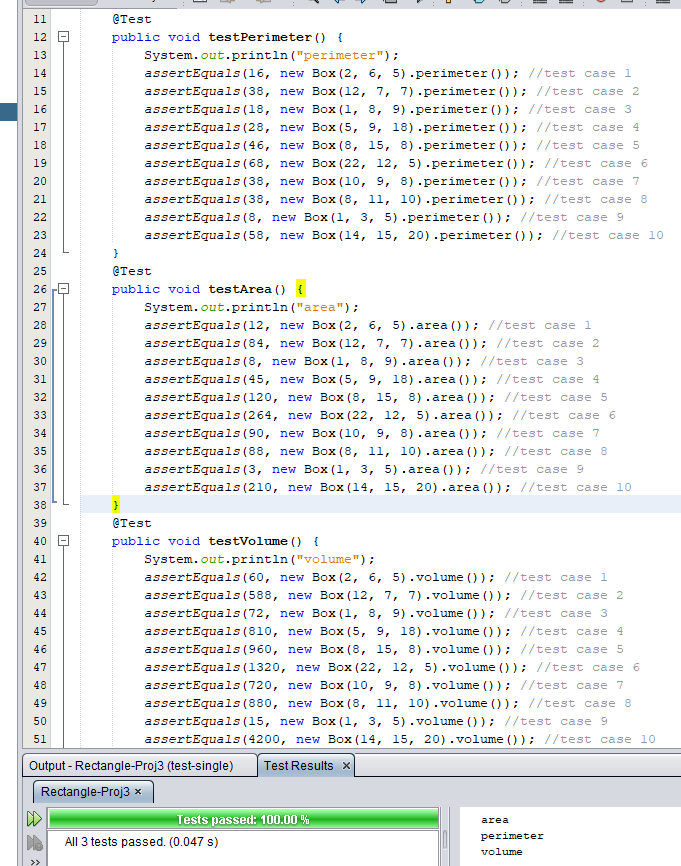 11 @Test
12 public void testPerimeter() {
13 System.out.println("perimeter");
14 assertEquals(16, new Box(2, 6, 5).perimeter()); //test case 1
15 assertEquals(38, new Box(12, 7, 7).perimeter()); //test case 2
16 assertEquals(18, new Box(1, 8, 9).perimeter()); //test case 3
17 assertEquals(28, new Box(5, 9, 18).perimeter()); //test case 4
18 assertEquals(46, new Box(8, 15, 8).perimeter()); //test case 5
19 assertEquals(68, new Box(22, 12, 5).perimeter()); //test case 6
20 assertEquals(38, new Box(10, 9, 8).perimeter()); //test case 7
21 assertEquals(38, new Box(8, 11, 10).perimeter()); //test case 8
22 assertEquals(8, new Box(1, 3, 5).perimeter()); //test case 9
23 assertEquals(58, new Box(14, 15, 20).perimeter()); //test case 10
24 }
25 @Test
26 public void testArea() {
27 System.out.println("area");
28 assertEquals(12, new Box(2, 6, 5).area()); //test case 1
29 assertEquals(84, new Box(12, 7, 7).area()); //test case 2
30 assertEquals(8, new Box(1, 8, 9).area()); //test case 3
31 assertEquals(45, new Box(5, 9, 18).area()); //test case 4
32 assertEquals(120, new Box(8, 15, 8).area()); //test case 5
33 assertEquals(264, new Box(22, 12, 5).area()); //test case 6
34 assertEquals(90, new Box(10, 9, 8).area()); //test case 7
35 assertEquals(88, new Box(8, 11, 10).area()); //test case 8
36 assertEquals(3, new Box(1, 3, 5).area()); //test case 9
37 assertEquals(210, new Box(14, 15, 20).area()); //test case 10
38 }
39 @Test
40 public void testVolume() {
41 System.out.println("volume");
42 assertEquals(60, new Box(2, 6, 5).volume()); //test case 1
43 assertEquals(588, new Box(12, 7, 7).volume()); //test case 2
44 assertEquals(72, new Box(1, 8, 9).volume()); //test case 3
45 assertEquals(810, new Box(5, 9, 18).volume()); //test case 4
46 assertEquals(960, new Box(8, 15, 8).volume()); //test case 5
47 assertEquals(1320, new Box(22, 12, 5).volume()); //test case 6
48 assertEquals(720, new Box(10, 9, 8).volume()); //test case 7
49 assertEquals(880, new Box(8, 11, 10).volume()); //test case 8
50 assertEquals(15, new Box(1, 3, 5).volume()); //test case 9
51 assertEquals(4200, new Box(14, 15, 20).volume()); //test case 10
Output - Rectangle-Proj3 (test-single) Test Results ×
Rectangle-Proj3 ×
Tests passed: 100.00 %
All 3 tests passed. (0.047 s)
area
perimeter
volume